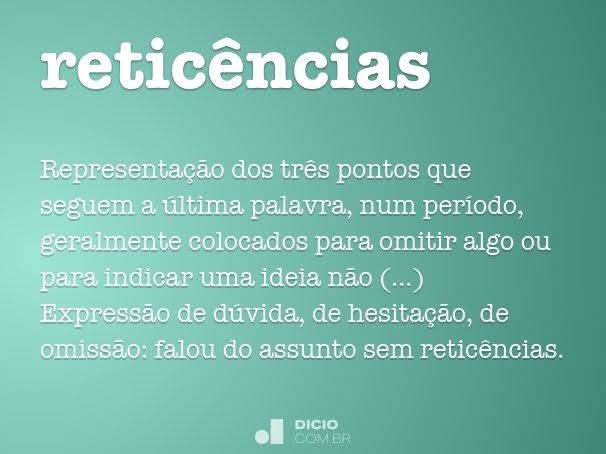 reticências
Representação dos três pontos que
seguem a última palavra, num período,
geralmente colocados para omitir algo ou
para indicar uma ideia não (...)
Expressão de dúvida, de hesitação, de
omissão: falou do assunto sem reticências.
DICIO
COM.BR